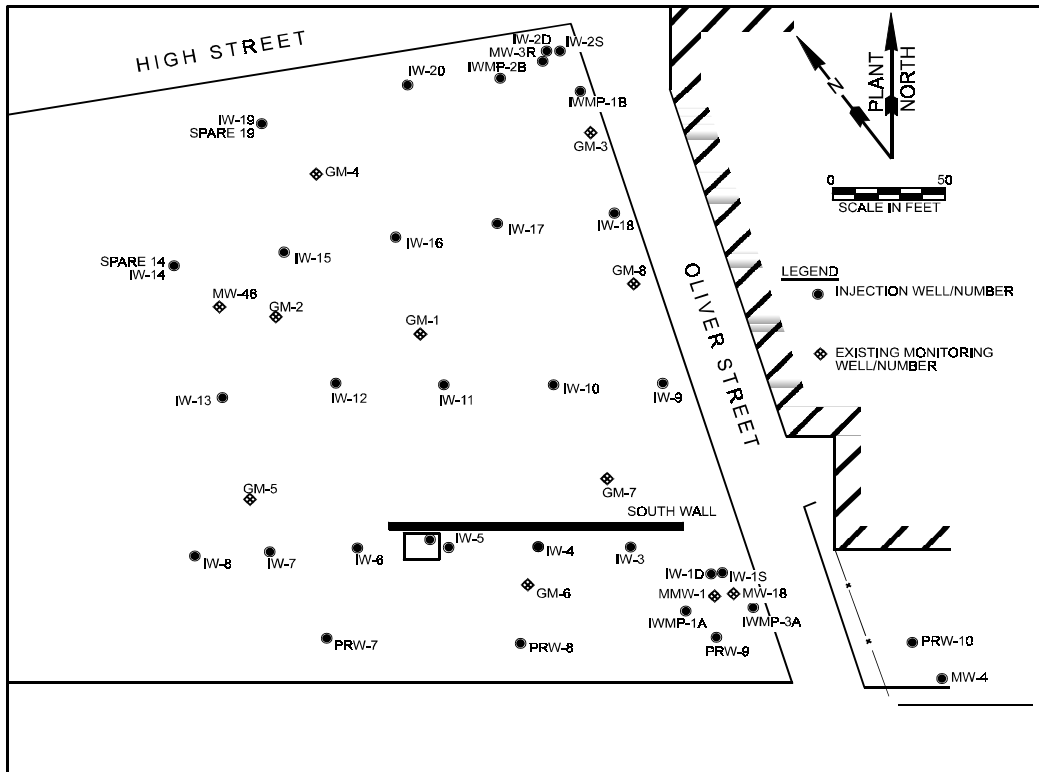 HIGH STREET
IW-2D
IW-2S
MW-3R
IWMP-2B
IW-20
IWMP-1B
IW-19
SPARE 19
GM-3
GM-4
N
PLANT
NORTH
0 50
SCALE IN FEET
IW-18
IW-17
IW-16
IW-15
SPARE 14
IW-14
GM-8
OLIVER STREET
LEGEND
INJECTION WELL/NUMBER
EXISTING MONITORING
WELL/NUMBER
MW-46
GM-2
GM-1
IW-13
IW-12
IW-11
IW-10
IW-9
GM-5
GM-7
SOUTH WALL
IW-8
IW-7
IW-6
IW-5
IW-4
IW-3
IW-1D
IW-1S
GM-6
MMW-1
MW-18
IWMP-1A
IWMP-3A
PRW-7
PRW-8
PRW-9
PRW-10
MW-4